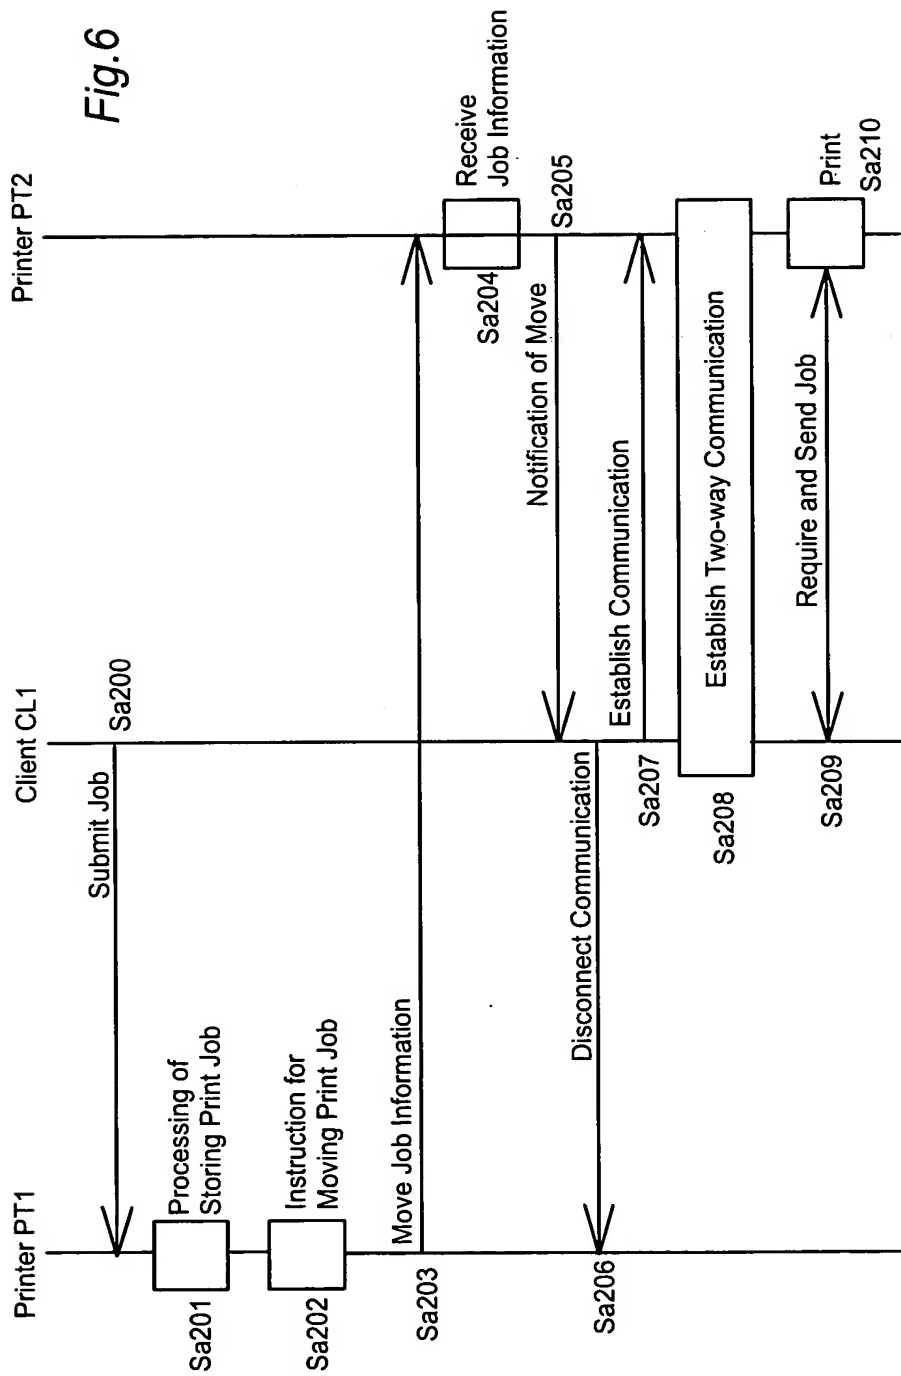 Fig.6
Printer PT1
Client CL1
Printer PT2
Submit Job
Sa200
Processing of
Storing Print Job
Sa201
Instruction for
Moving Print Job
Sa202
Move Job Information
Sa203
Receive
Job Information
Sa204
Notification of Move
Sa205
Disconnect Communication
Sa206
Establish Communication
Sa207
Establish Two-way Communication
Sa208
Require and Send Job
Sa209
Print
Sa210